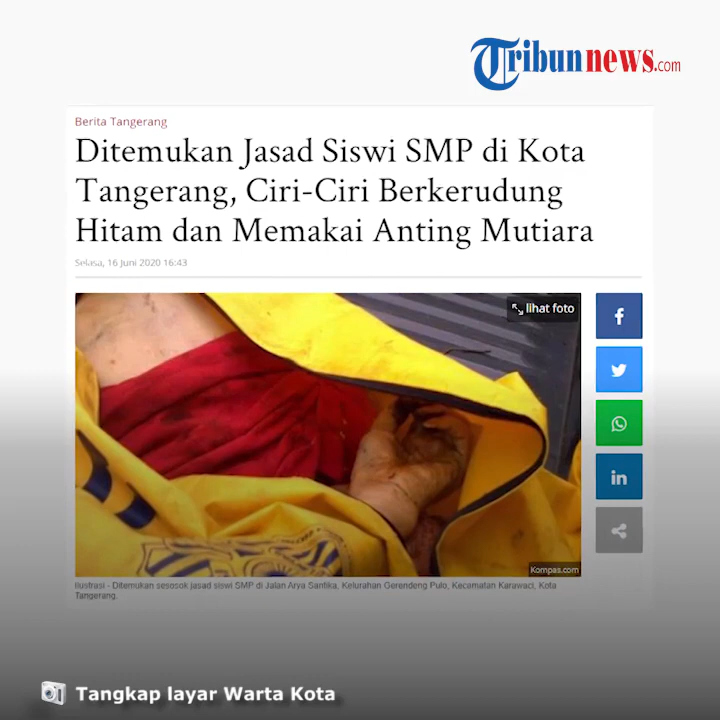 Tribunnews.com
Berita Tangerang
Ditemukan Jasad Siswi SMP di Kota
Tangerang, Ciri-Ciri Berkerudung
Hitam dan Memakai Anting Mutiara
Selasa, 16 Juni 2020 16:43
lihat foto
Kompas.com
Ilustrasi - Ditemukan sesosok jasad siswi SMP di Jalan Arya Santika, Kelurahan Gerendeng Pulo, Kecamatan Karawaci, Kota
Tangerang.
Tangkap layar Warta Kota